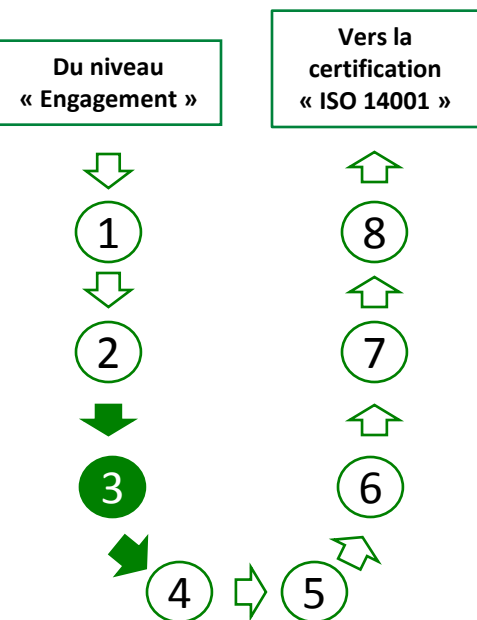 Du niveau
« Engagement »
Vers la
certification
« ISO 14001 »
1
2
3
4
5
6
7
8